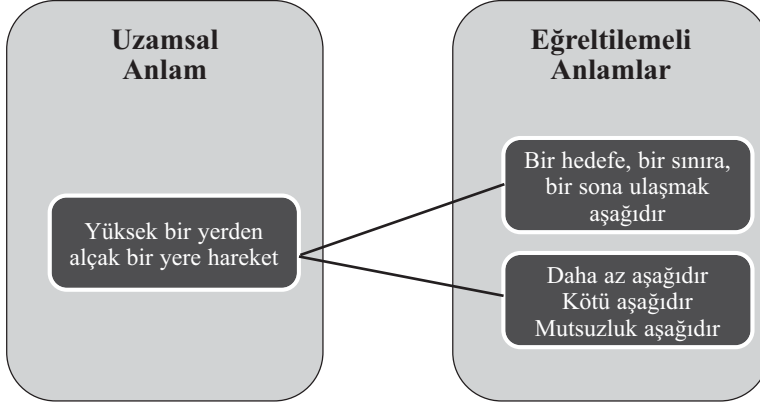 Uzamsal
Anlam
Yüksek bir yerden
alçak bir yere hareket
Eğreltilemeli
Anlamlar
Bir hedefe, bir sınıra,
bir sona ulaşmak
aşağıdır
Daha az aşağıdır
Kötü aşağıdır
Mutsuzluk aşağıdır